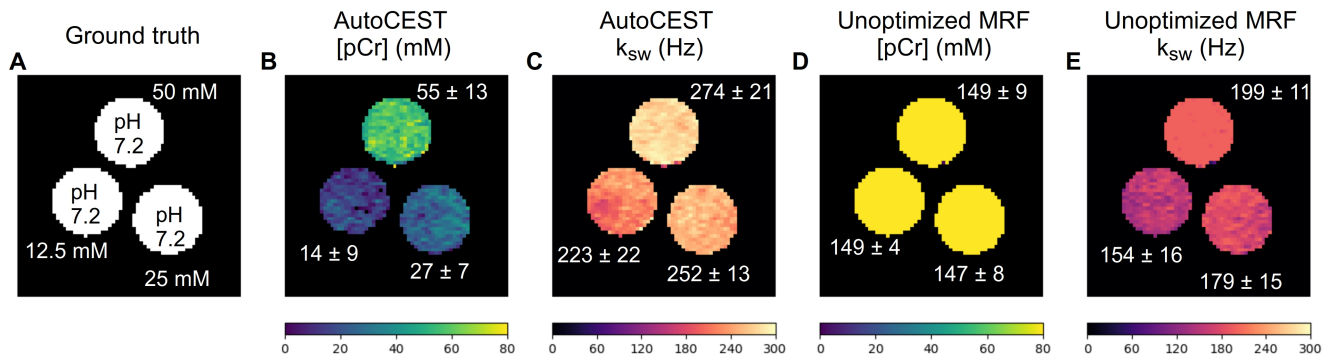 A
Ground truth
50 mM
pH
7.2
pH
7.2
pH
7.2
12.5 mM
25 mM
B
AutoCEST
[pCr] (mM)
55 ± 13
14 ± 9
27 ± 7
0 20 40 60 80
C
AutoCEST
ksw (Hz)
274 ± 21
223 ± 22
252 ± 13
0 60 120 180 240 300
D
Unoptimized MRF
[pCr] (mM)
149 ± 9
149 ± 4
147 ± 8
0 20 40 60 80
E
Unoptimized MRF
ksw (Hz)
199 ± 11
154 ± 16
179 ± 15
0 60 120 180 240 300